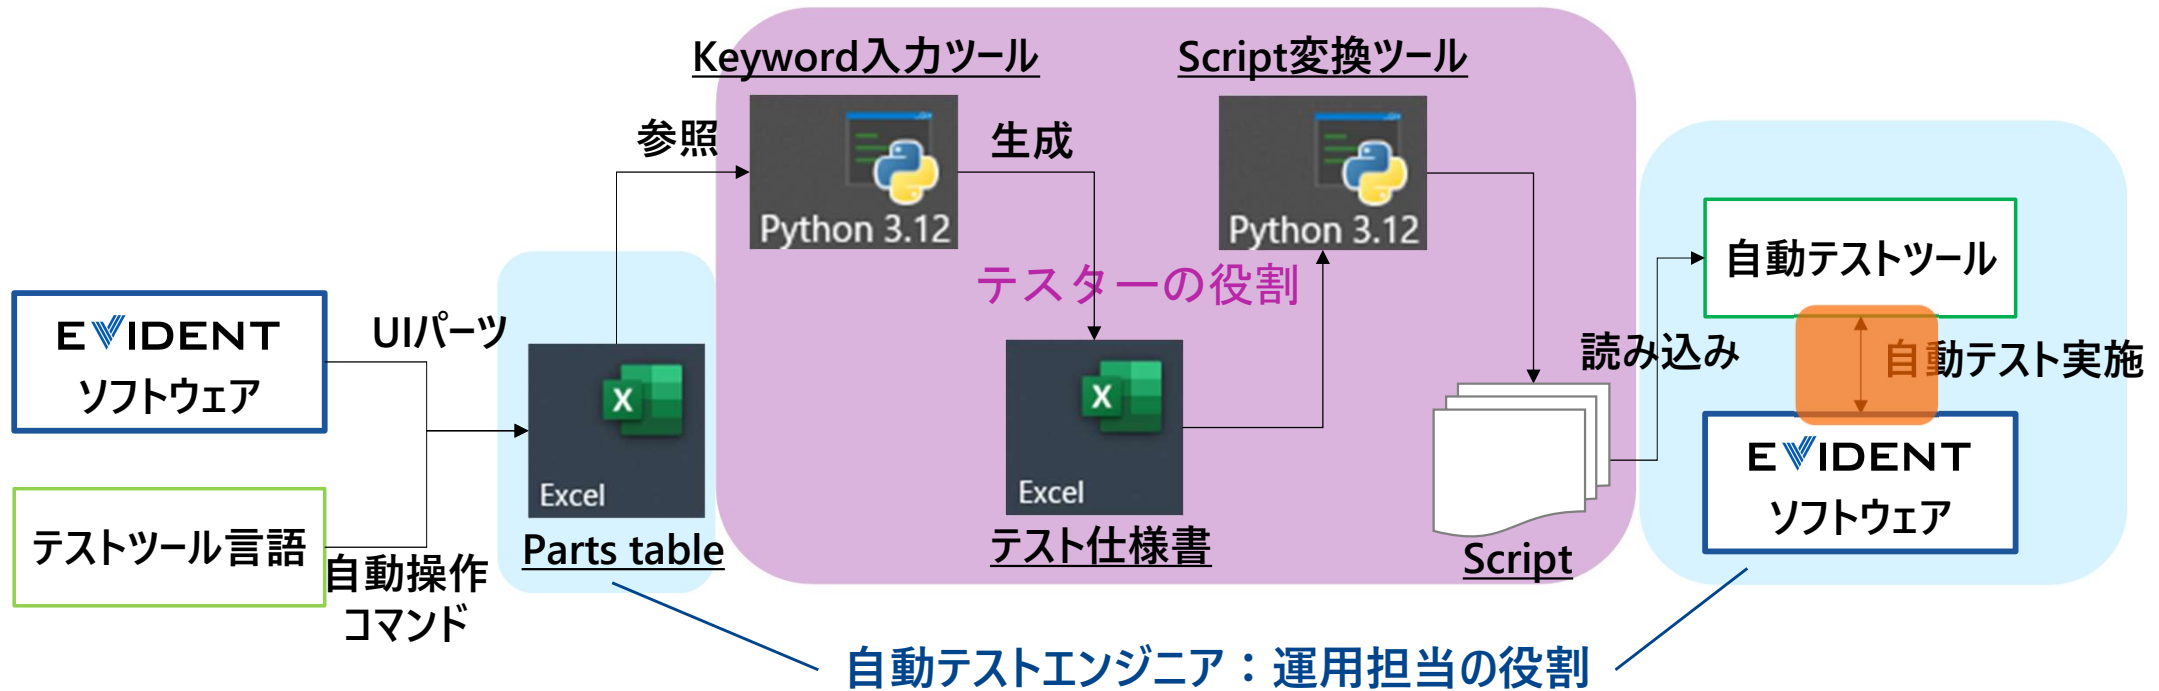 Keyword入力ツール
Script変換ツール
参照
生成
Python 3.12
Python 3.12
テスターの役割
自動テストツール
EVIDENT
ソフトウェア
UIパーツ
読み込み
自動テスト実施
Excel
Excel
EVIDENT
ソフトウェア
テストツール言語
自動操作
コマンド
Parts table
テスト仕様書
Script
自動テストエンジニア：運用担当の役割